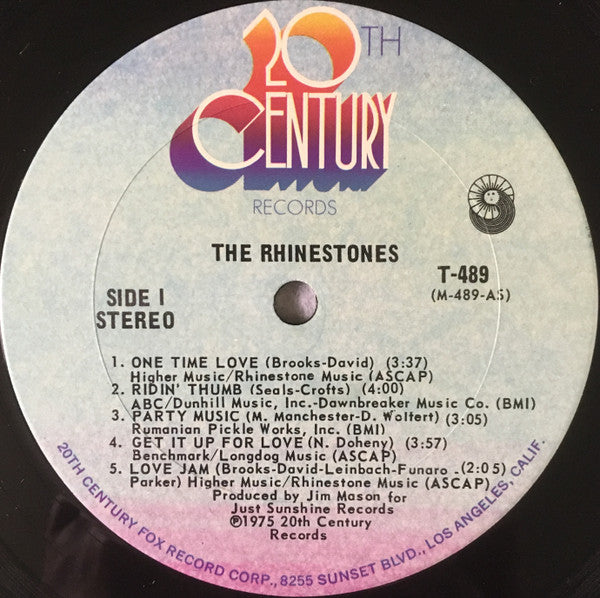 20TH
CENTURY
RECORDS
THE RHINESTONES
SIDE I
STEREO
T-489
(M-489-AS)
1. ONE TIME LOVE (Brooks-David) (3:37)
Higher Music/Rhinestone Music (ASCAP)
2. RIDIN' THUMB (Seals-Crofts) (4:00)
ABC/Dunhill Music, Inc.-Dawnbreaker Music Co. (BMI)
3. PARTY MUSIC (M. Manchester-D. Wolfert) (3:05)
Rumanian Pickle Works, Inc. (BMI)
4. GET IT UP FOR LOVE (N. Doheny) (3:57)
Benchmark/Longdog Music (ASCAP)
5. LOVE JAM (Brooks-David-Leinbach-Funaro-(2:05)
Parker) Higher Music/Rhinestone Music (ASCAP)
Produced by Jim Mason for
Just Sunshine Records
℗1975 20th Century
Records
20TH CENTURY FOX RECORD CORP., 8255 SUNSET BLVD., LOS ANGELES, CALIF.